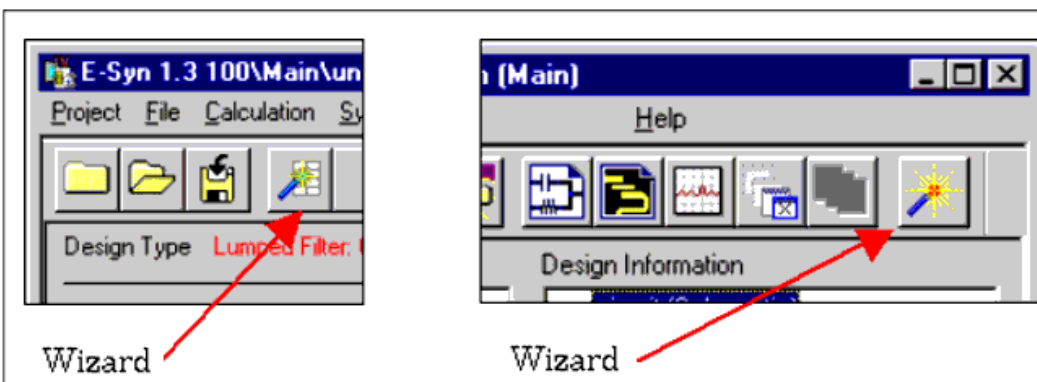 E-Syn 1.3 100\Main\un
Project File Calculation Sy
Design Type Lumped Filter:
Wizard
(Main)
Help
Design Information
Wizard